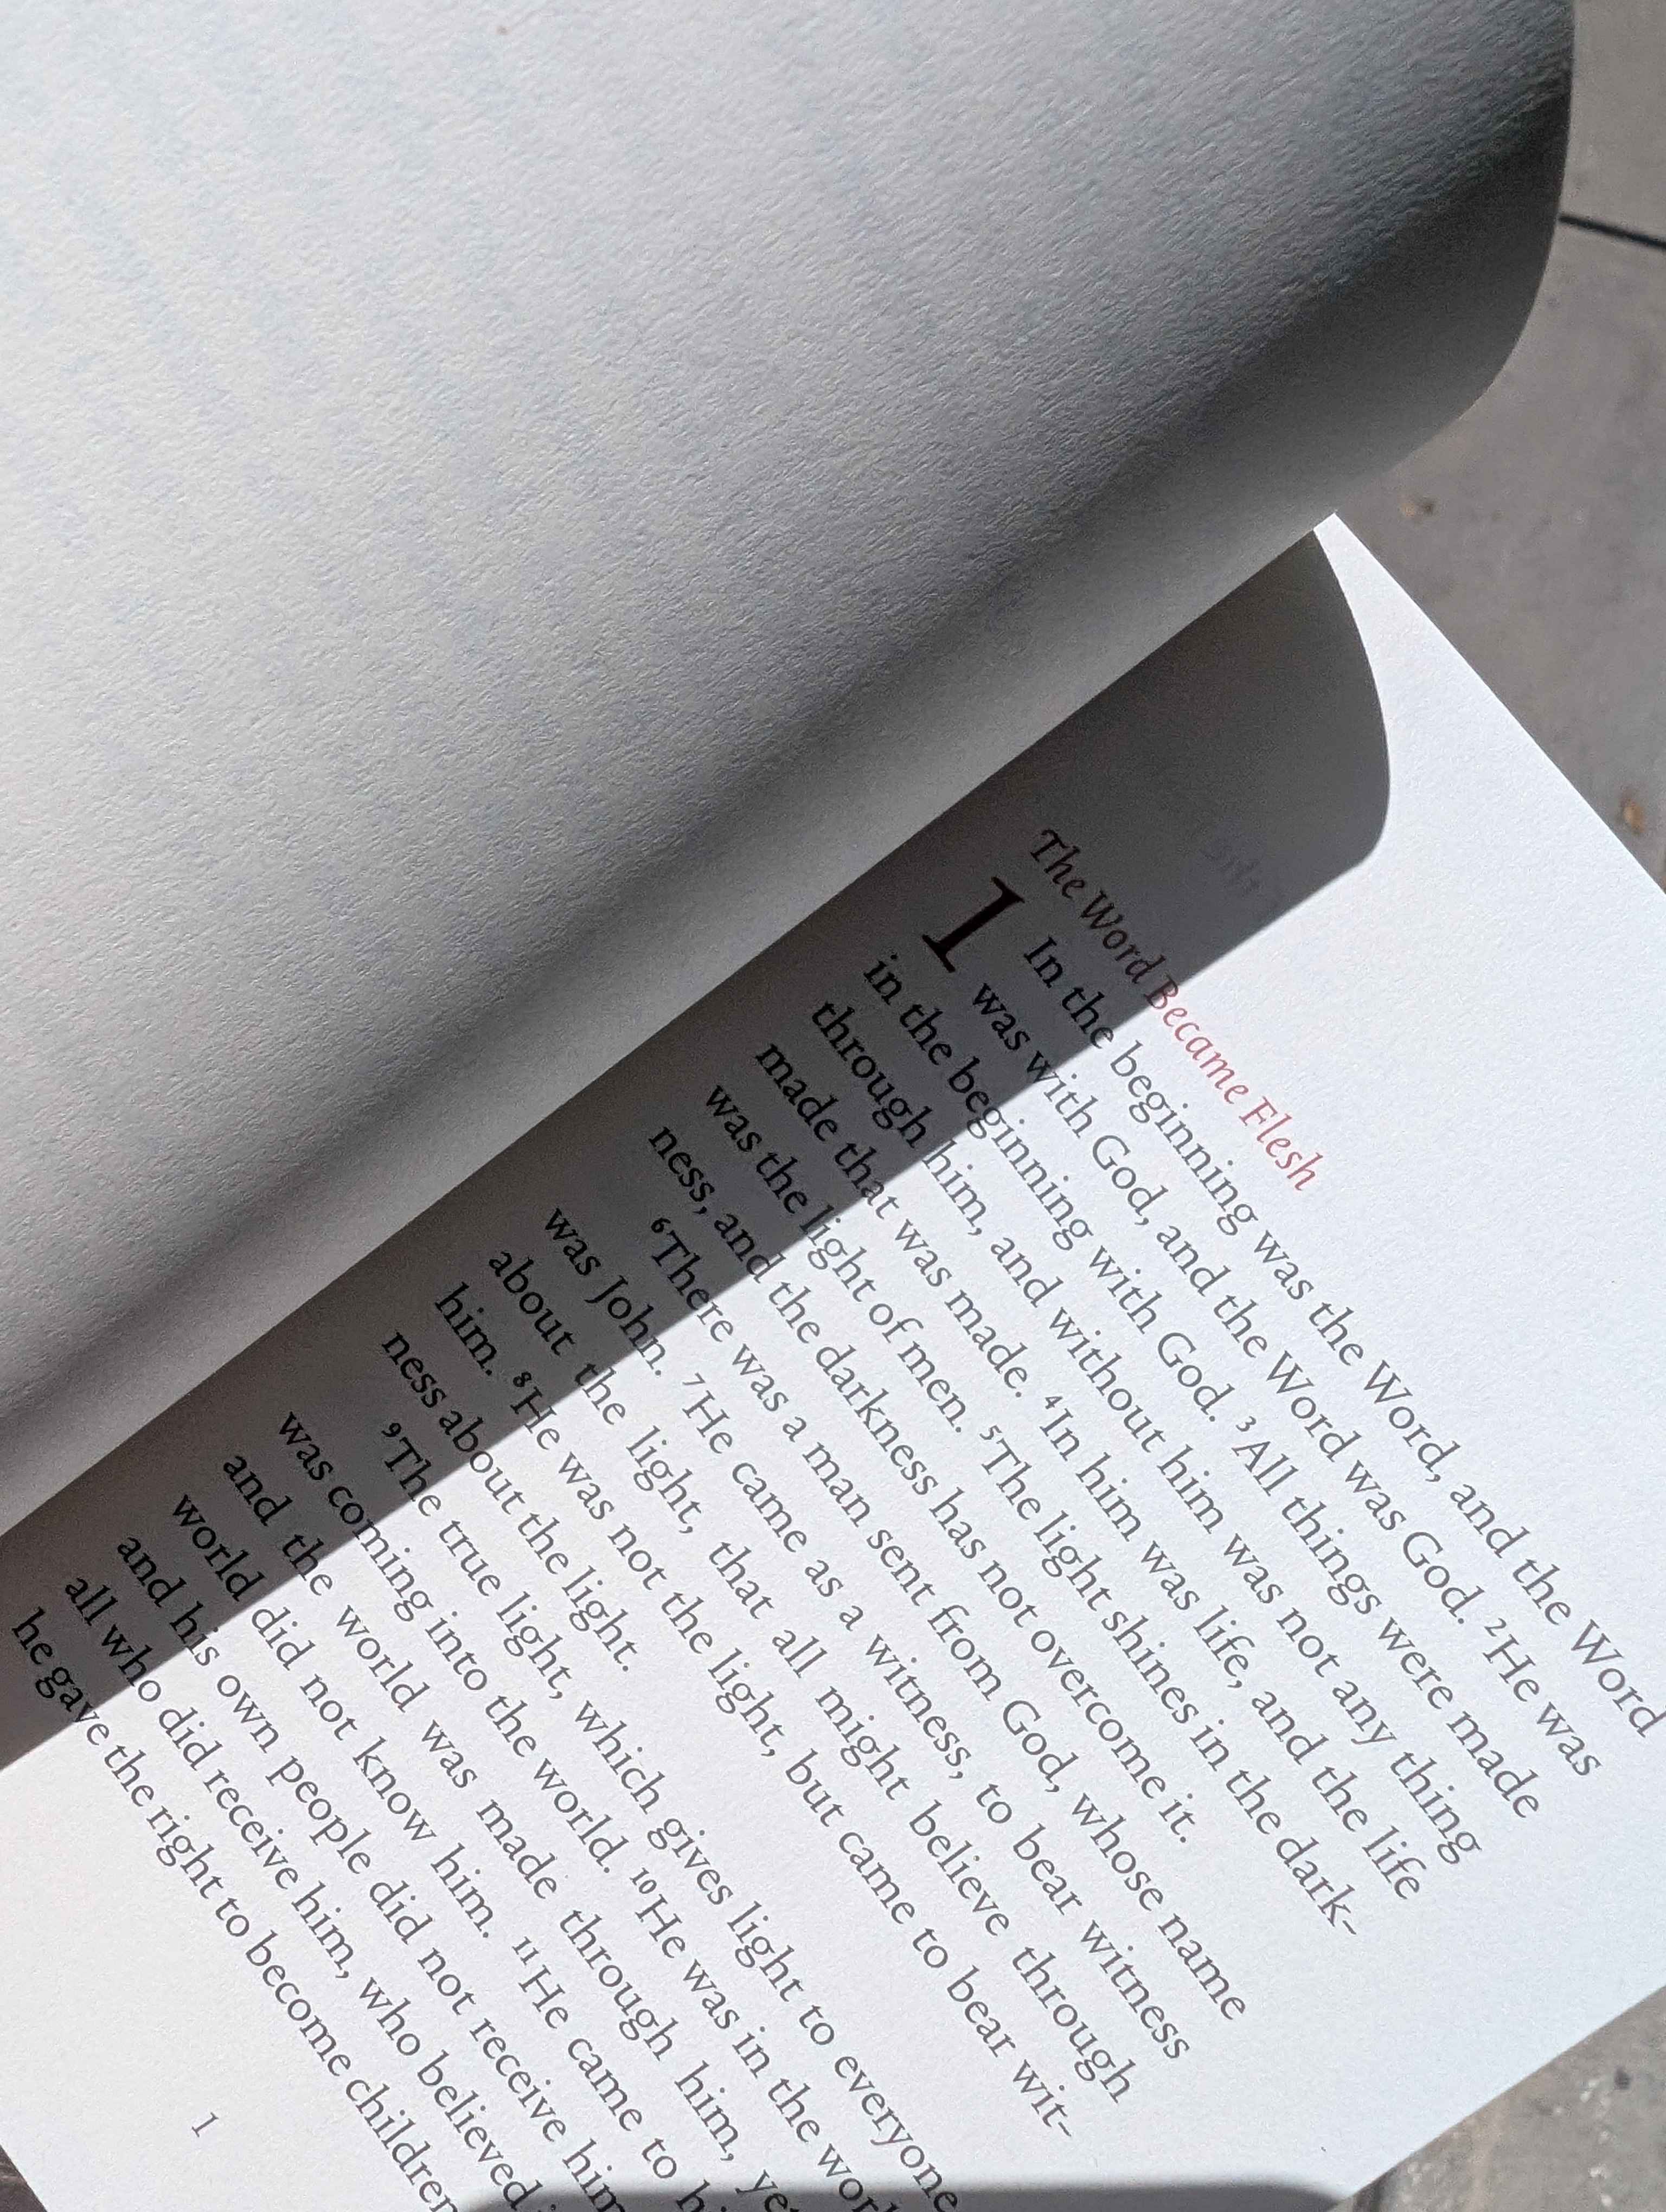 The Word Became Flesh
1 In the beginning was the Word, and the Word
was with God, and the Word was God. ²He was
in the beginning with God. ³All things were made
through him, and without him was not any thing
made that was made. ⁴In him was life, and the life
was the light of men. ⁵The light shines in the dark-
ness, and the darkness has not overcome it.
⁶There was a man sent from God, whose name
was John. ⁷He came as a witness, to bear witness
about the light, that all might believe through
him. ⁸He was not the light, but came to bear wit-
ness about the light.
⁹The true light, which gives light to everyone
was coming into the world. ¹⁰He was in the
and the world was made through him,
world did not know him. ¹¹He came to
and his own people did not receive him
all who did receive him, who believed
he gave the right to become children
1